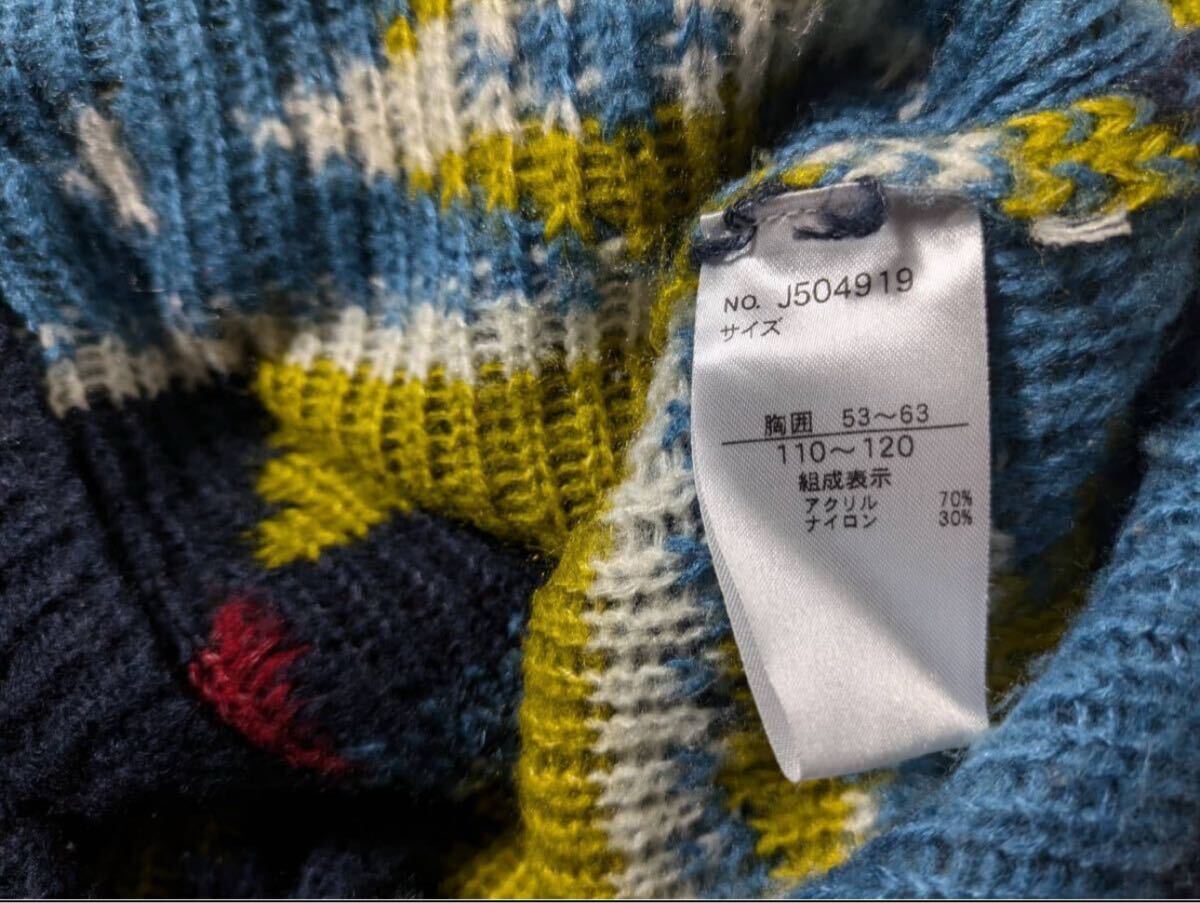 NO. J504919
サイズ
胸囲 53～63
110～120
組成表示
アクリル 70%
ナイロン 30%